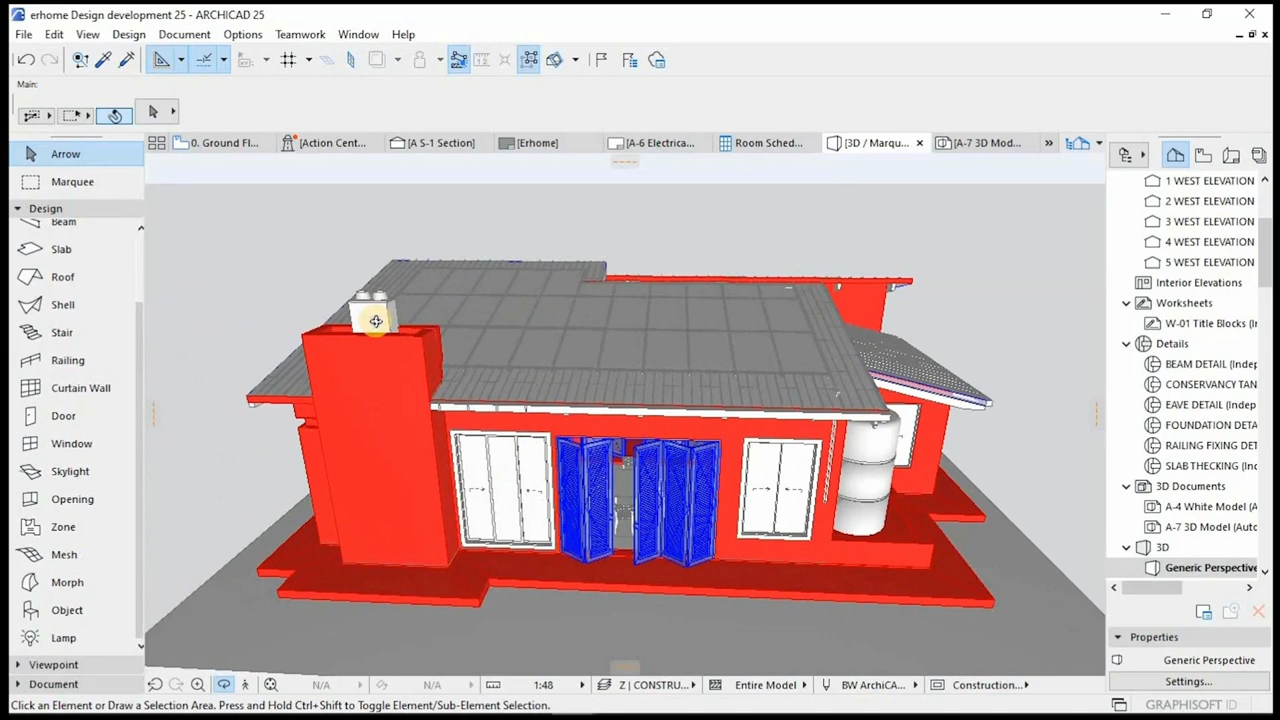 erhome Design development 25 - ARCHICAD 25
File Edit View Design Document Options Teamwork Window Help
Main:
0. Ground Fl... [Action Cent... [A S-1 Section] [Erhome] [A-6 Electrica... Room Sched... [3D / Marqu... [A-7 3D Mod...
Arrow
Marquee
Design
Beam
Slab
Roof
Shell
Stair
Railing
Curtain Wall
Door
Window
Skylight
Opening
Zone
Mesh
Morph
Object
Lamp
Viewpoint
Document
1 WEST ELEVATION
2 WEST ELEVATION
3 WEST ELEVATION
4 WEST ELEVATION
5 WEST ELEVATION
Interior Elevations
Worksheets
W-01 Title Blocks (Ir
Details
BEAM DETAIL (Indep
CONSERVANCY TAN
EAVE DETAIL (Indep
FOUNDATION DETA
RAILING FIXING DET
SLAB THECKING (Inc
3D Documents
A-4 White Model (A
A-7 3D Model (Autc
3D
Generic Perspective
Properties
Generic Perspective
Settings...
N/A N/A 1:48 Z | CONSTRU... Entire Model BW ArchiCA... Construction...
Click an Element or Draw a Selection Area. Press and Hold Ctrl+Shift to Toggle Element/Sub-Element Selection.
GRAPHISOFT ID